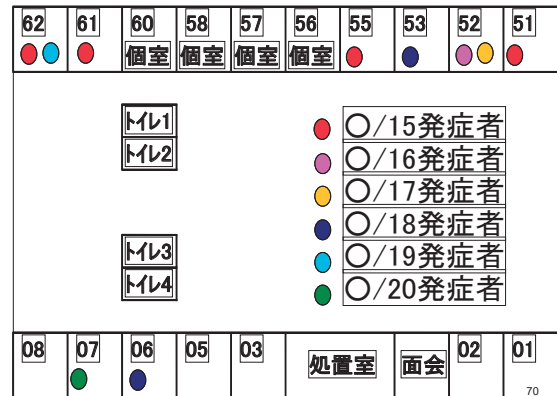 62 61 60 58 57 56 55 53 52 51
個室 個室 個室 個室
トイレ1
トイレ2
トイレ3
トイレ4
〇/15発症者
〇/16発症者
〇/17発症者
〇/18発症者
〇/19発症者
〇/20発症者
08 07 06 05 03 処置室 面会 02 01
70